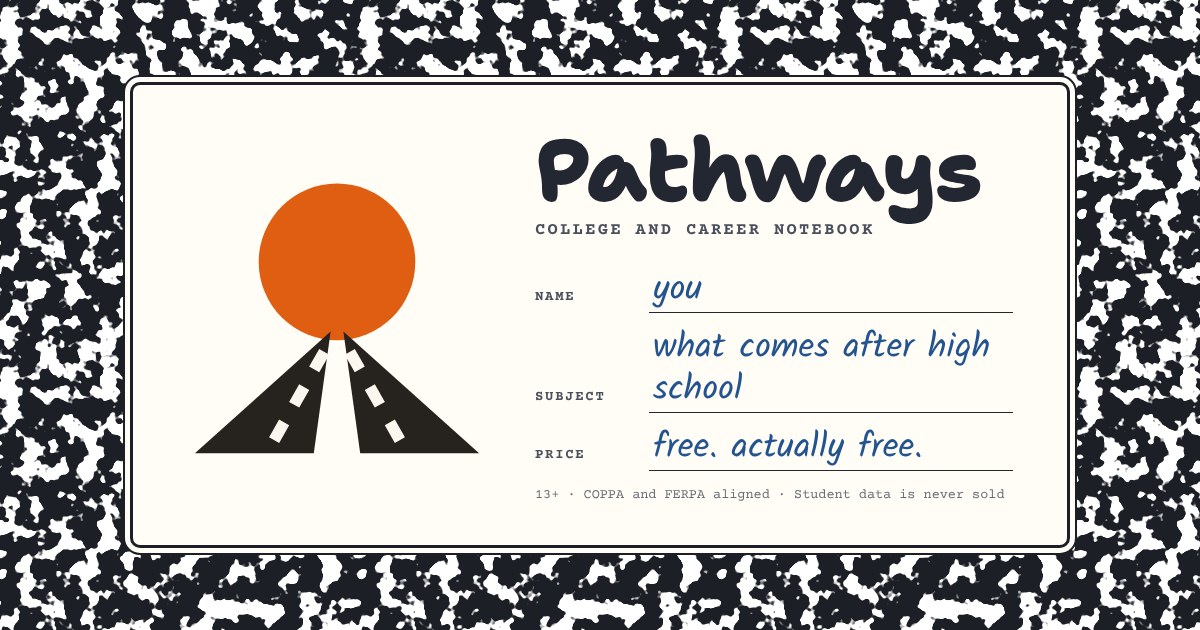 Pathways
COLLEGE AND CAREER NOTEBOOK
NAME you
what comes after high
SUBJECT school
PRICE free. actually free.
13+ · COPPA and FERPA aligned · Student data is never sold